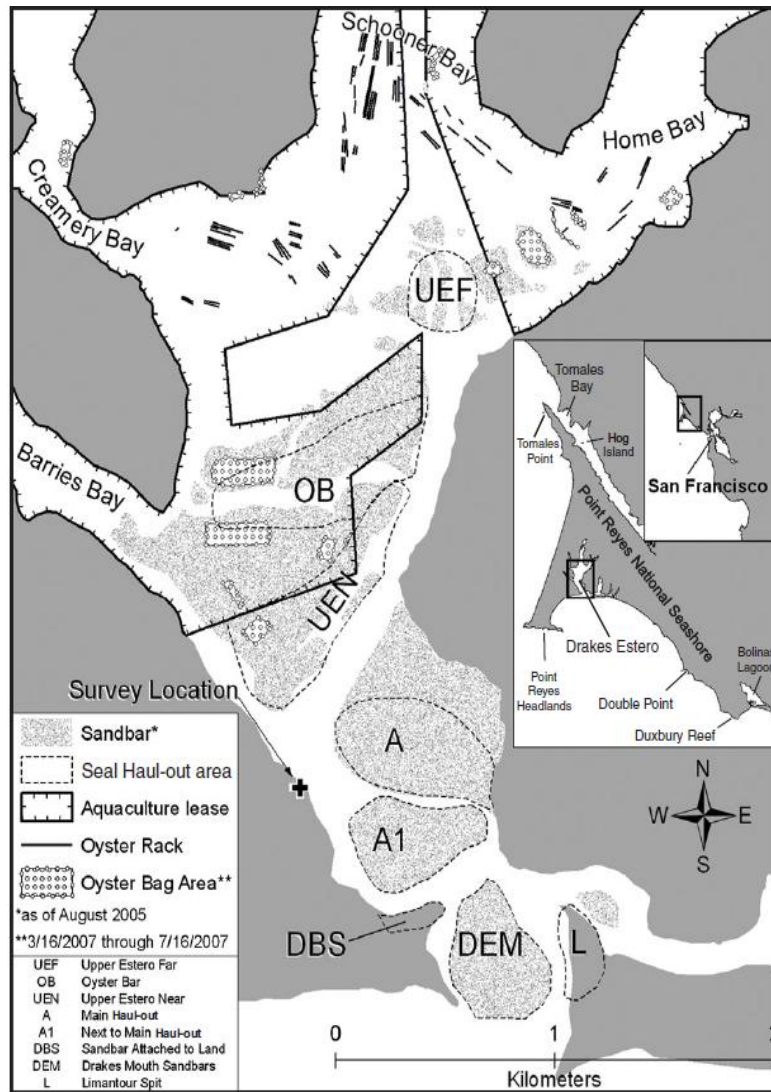 Schooner Bay
Home Bay
Creamery Bay
UEF
Barries Bay
OB
UEN
Survey Location
A
A1
DBS
DEM
L
Tomales
Bay
Tomales
Point
Hog
Island
San Francisco
Point Reyes National Seashore
Drakes Estero
Point
Reyes
Headlands
Double Point
Bolinas
Lagoon
Duxbury Reef
N
W E
S
Sandbar*
Seal Haul-out area
Aquaculture lease
Oyster Rack
Oyster Bag Area**
*as of August 2005
**3/16/2007 through 7/16/2007
UEF Upper Estero Far
OB Oyster Bar
UEN Upper Estero Near
A Main Haul-out
A1 Next to Main Haul-out
DBS Sandbar Attached to Land
DEM Drakes Mouth Sandbars
L Limantour Spit
0 1 2
Kilometers